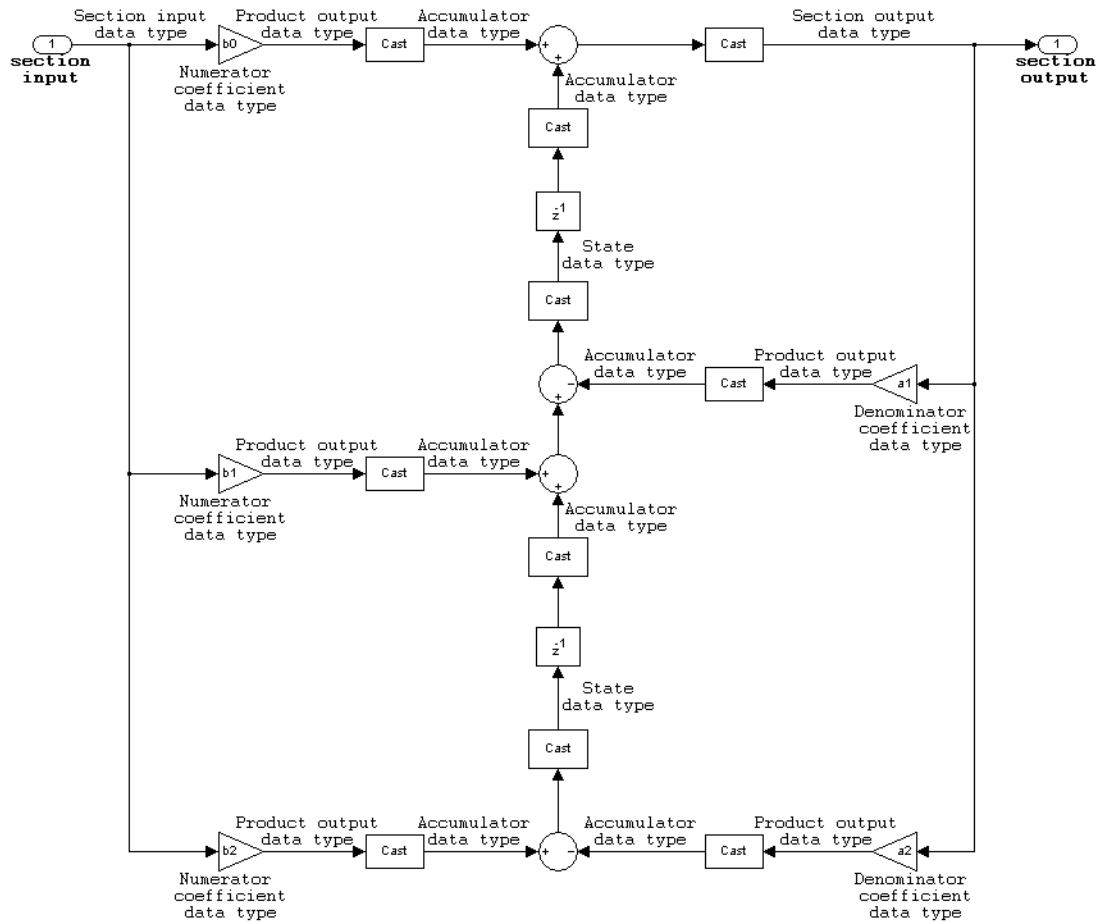 Section input
data type
Product output
data type
Accumulator
data type
Section output
data type
1
section
input
b0
Cast
+
+
Cast
1
section
output
Numerator
coefficient
data type
Accumulator
data type
Cast
z-1
State
data type
Cast
Accumulator
data type
Product output
data type
−
+
Cast
a1
Denominator
coefficient
data type
Product output
data type
Accumulator
data type
b1
Cast
+
+
Numerator
coefficient
data type
Accumulator
data type
Cast
z-1
State
data type
Cast
Product output
data type
Accumulator
data type
Accumulator
data type
Product output
data type
b2
Cast
+
−
Cast
a2
Numerator
coefficient
data type
Denominator
coefficient
data type